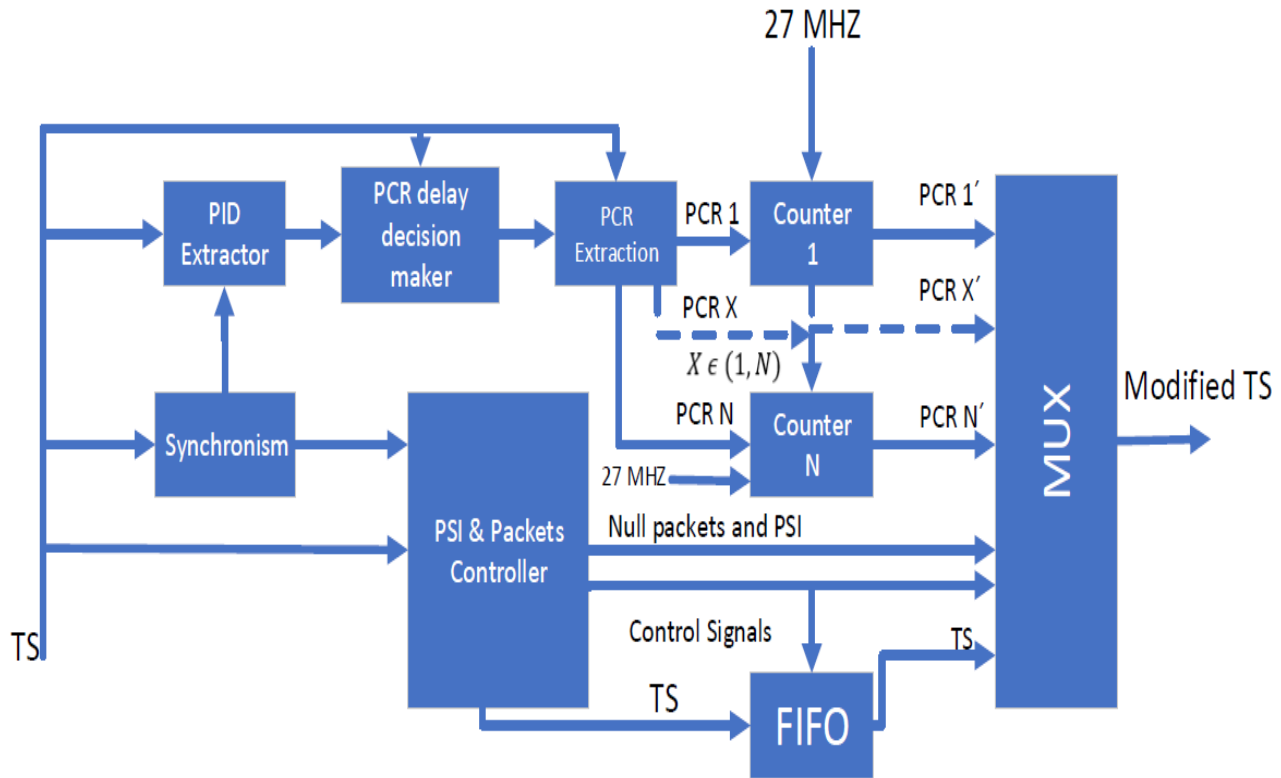 27 MHZ
PID
Extractor
PCR delay
decision
maker
PCR
Extraction
PCR 1
Counter
1
PCR 1′
PCR X
X ϵ (1, N)
PCR X′
Synchronism
PCR N
27 MHZ
Counter
N
PCR N′
MUX
Modified TS
PSI & Packets
Controller
Null packets and PSI
Control Signals
TS
TS
FIFO
TS